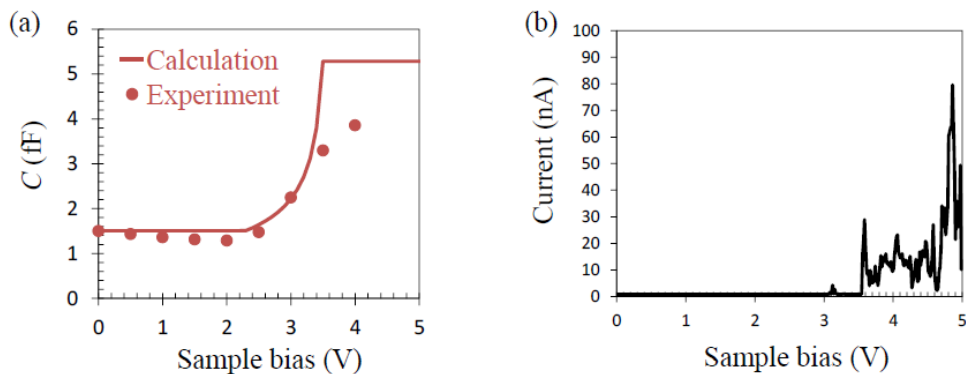 (a)
6
5
4
3
2
1
0
C (fF)
Calculation
Experiment
0 1 2 3 4 5
Sample bias (V)
(b)
100
90
80
70
60
50
40
30
20
10
0
Current (nA)
0 1 2 3 4 5
Sample bias (V)